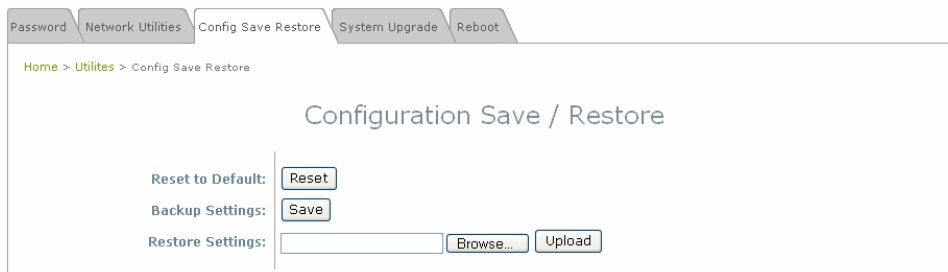 Password Network Utilities Config Save Restore System Upgrade Reboot
Home > Utilites > Config Save Restore
Configuration Save / Restore
Reset to Default: Reset
Backup Settings: Save
Restore Settings: Browse... Upload